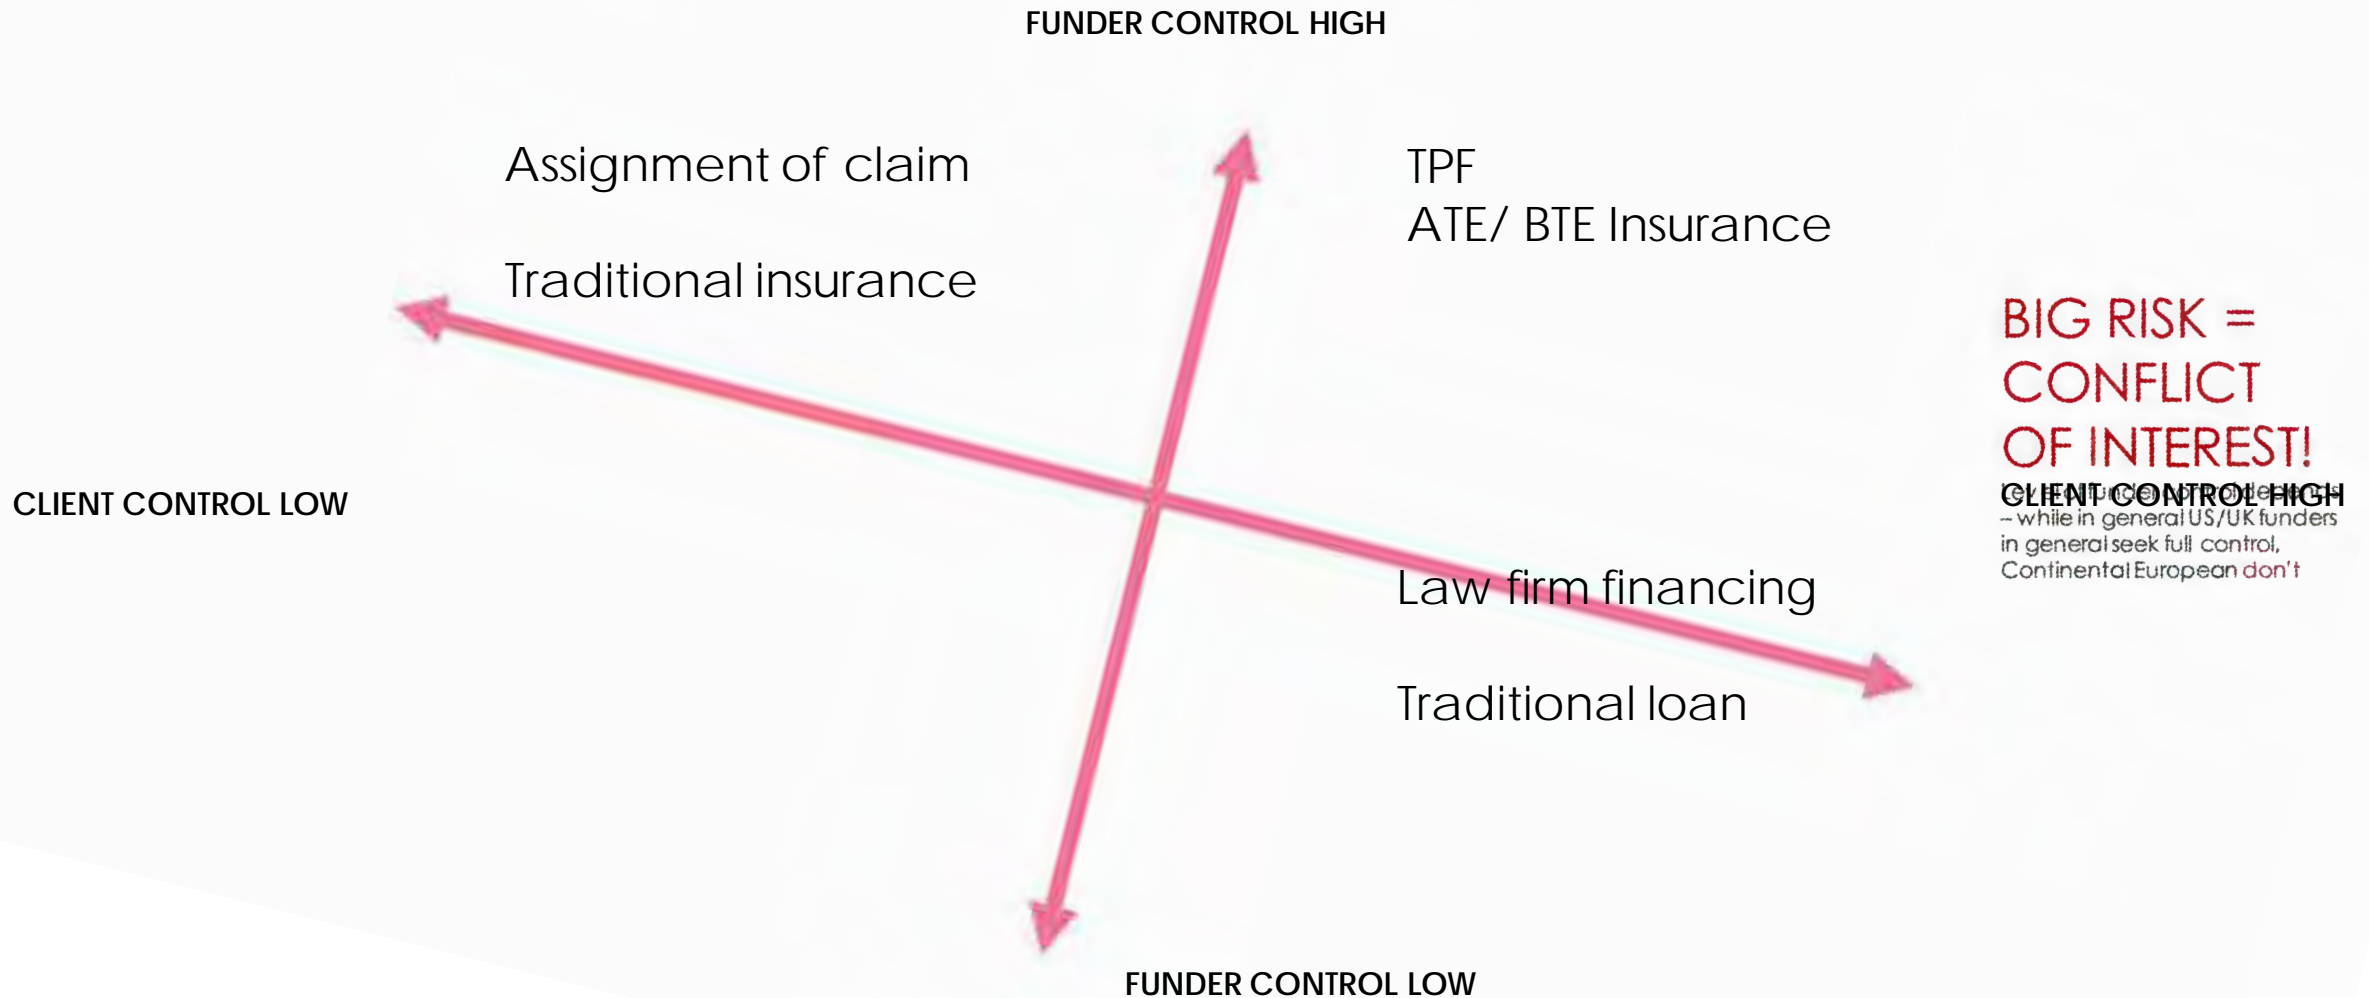 FUNDER CONTROL HIGH
Assignment of claim
Traditional insurance
TPF
ATE/ BTE Insurance
BIG RISK =
CONFLICT
OF INTEREST!
CLIENT CONTROL LOW
CLIENT CONTROL HIGH
– while in general US/UK funders
in general seek full control,
Continental European don't
Law firm financing
Traditional loan
FUNDER CONTROL LOW